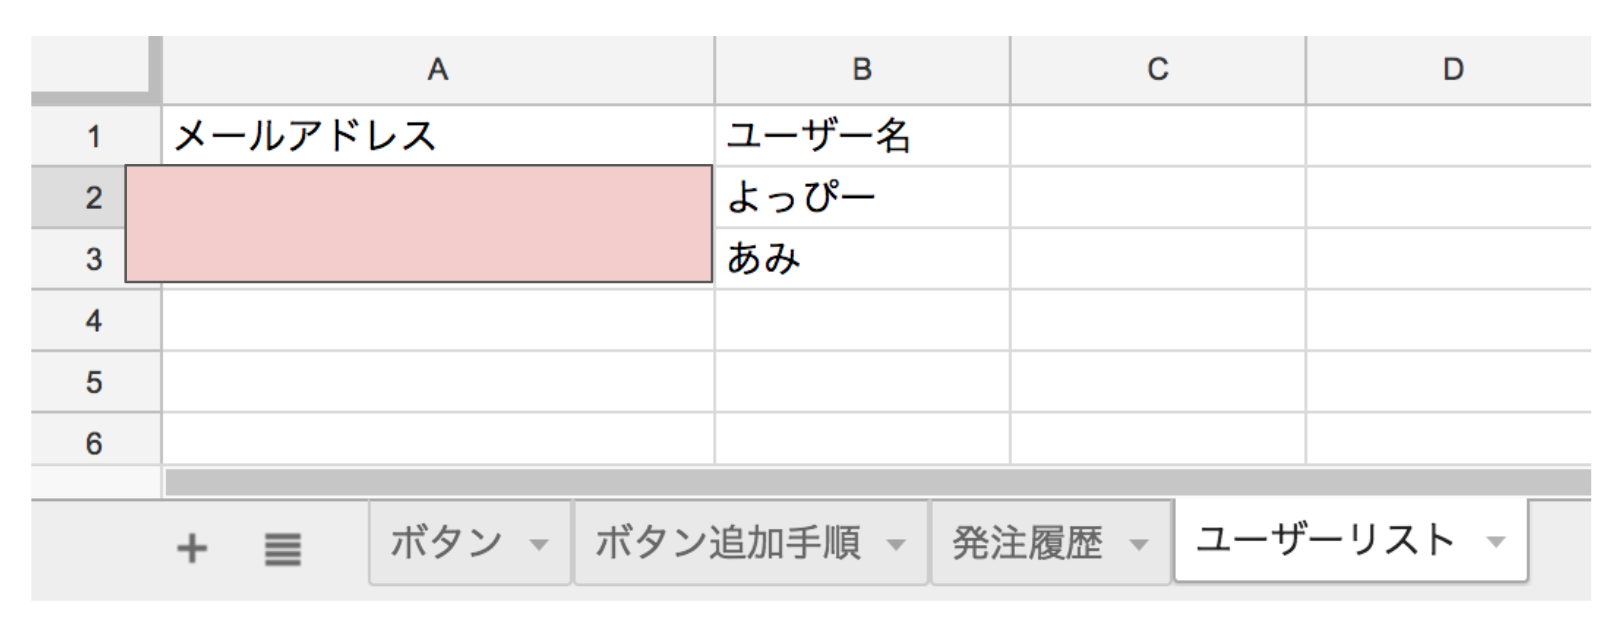 A B C D
1 メールアドレス ユーザー名
2 よっぴー
3 あみ
4
5
6
ボタン ボタン追加手順 発注履歴 ユーザーリスト